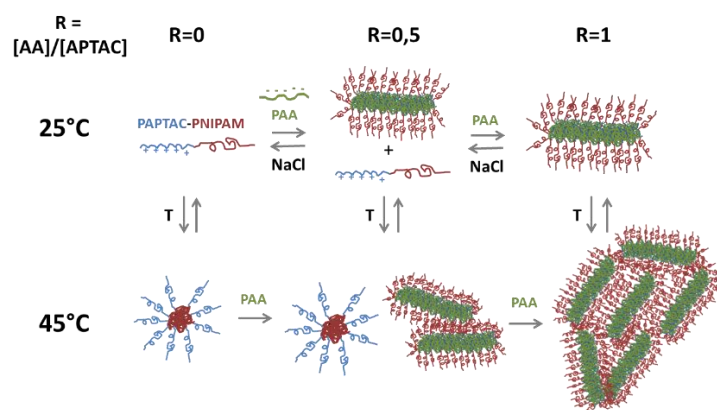 R =
[AA]/[APTAC]
R=0
R=0,5
R=1
25°C
PAPTAC-PNIPAM
+ + + + +
- - - - -
PAA
NaCl
+
+ + + + +
PAA
NaCl
T
T
T
45°C
PAA
PAA